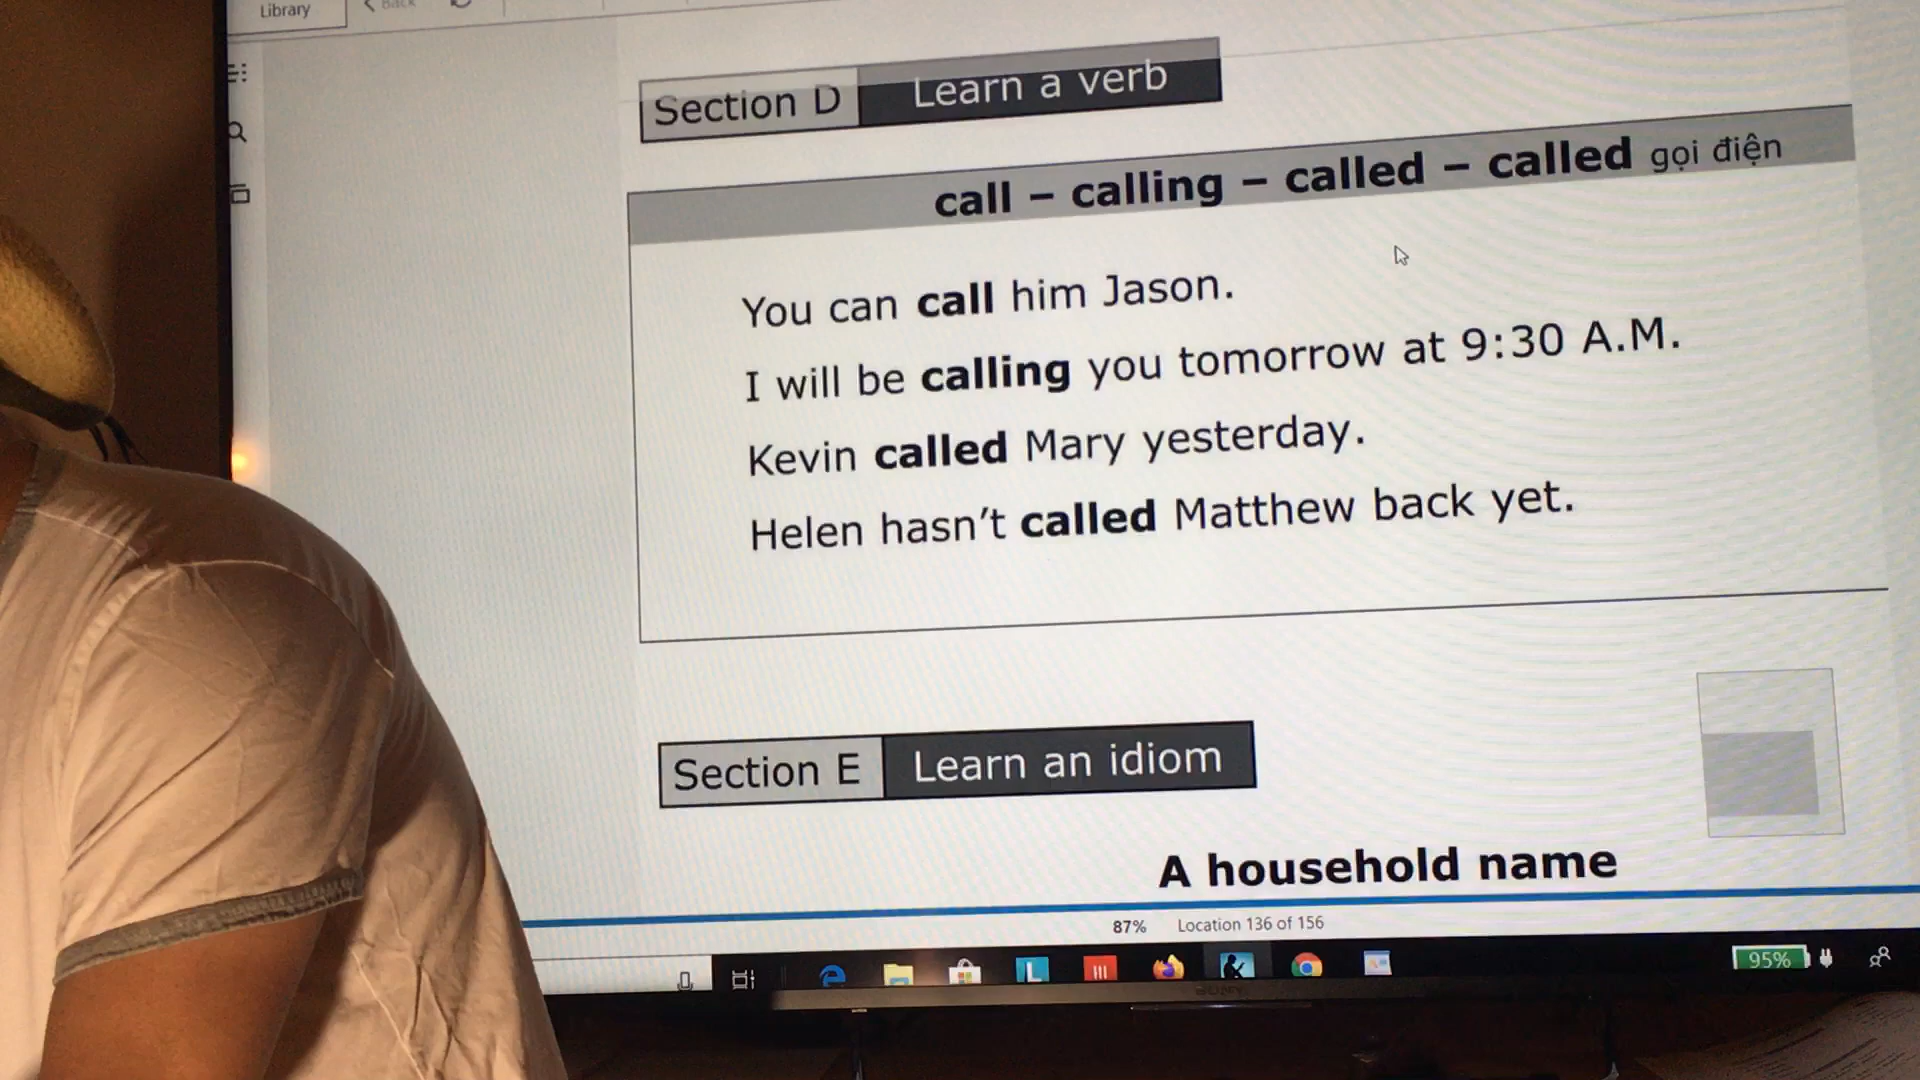 Library
Back
Section D Learn a verb
call – calling – called – called gọi điện
You can call him Jason.
I will be calling you tomorrow at 9:30 A.M.
Kevin called Mary yesterday.
Helen hasn't called Matthew back yet.
Section E Learn an idiom
A household name
87% Location 136 of 156
95%
SONY